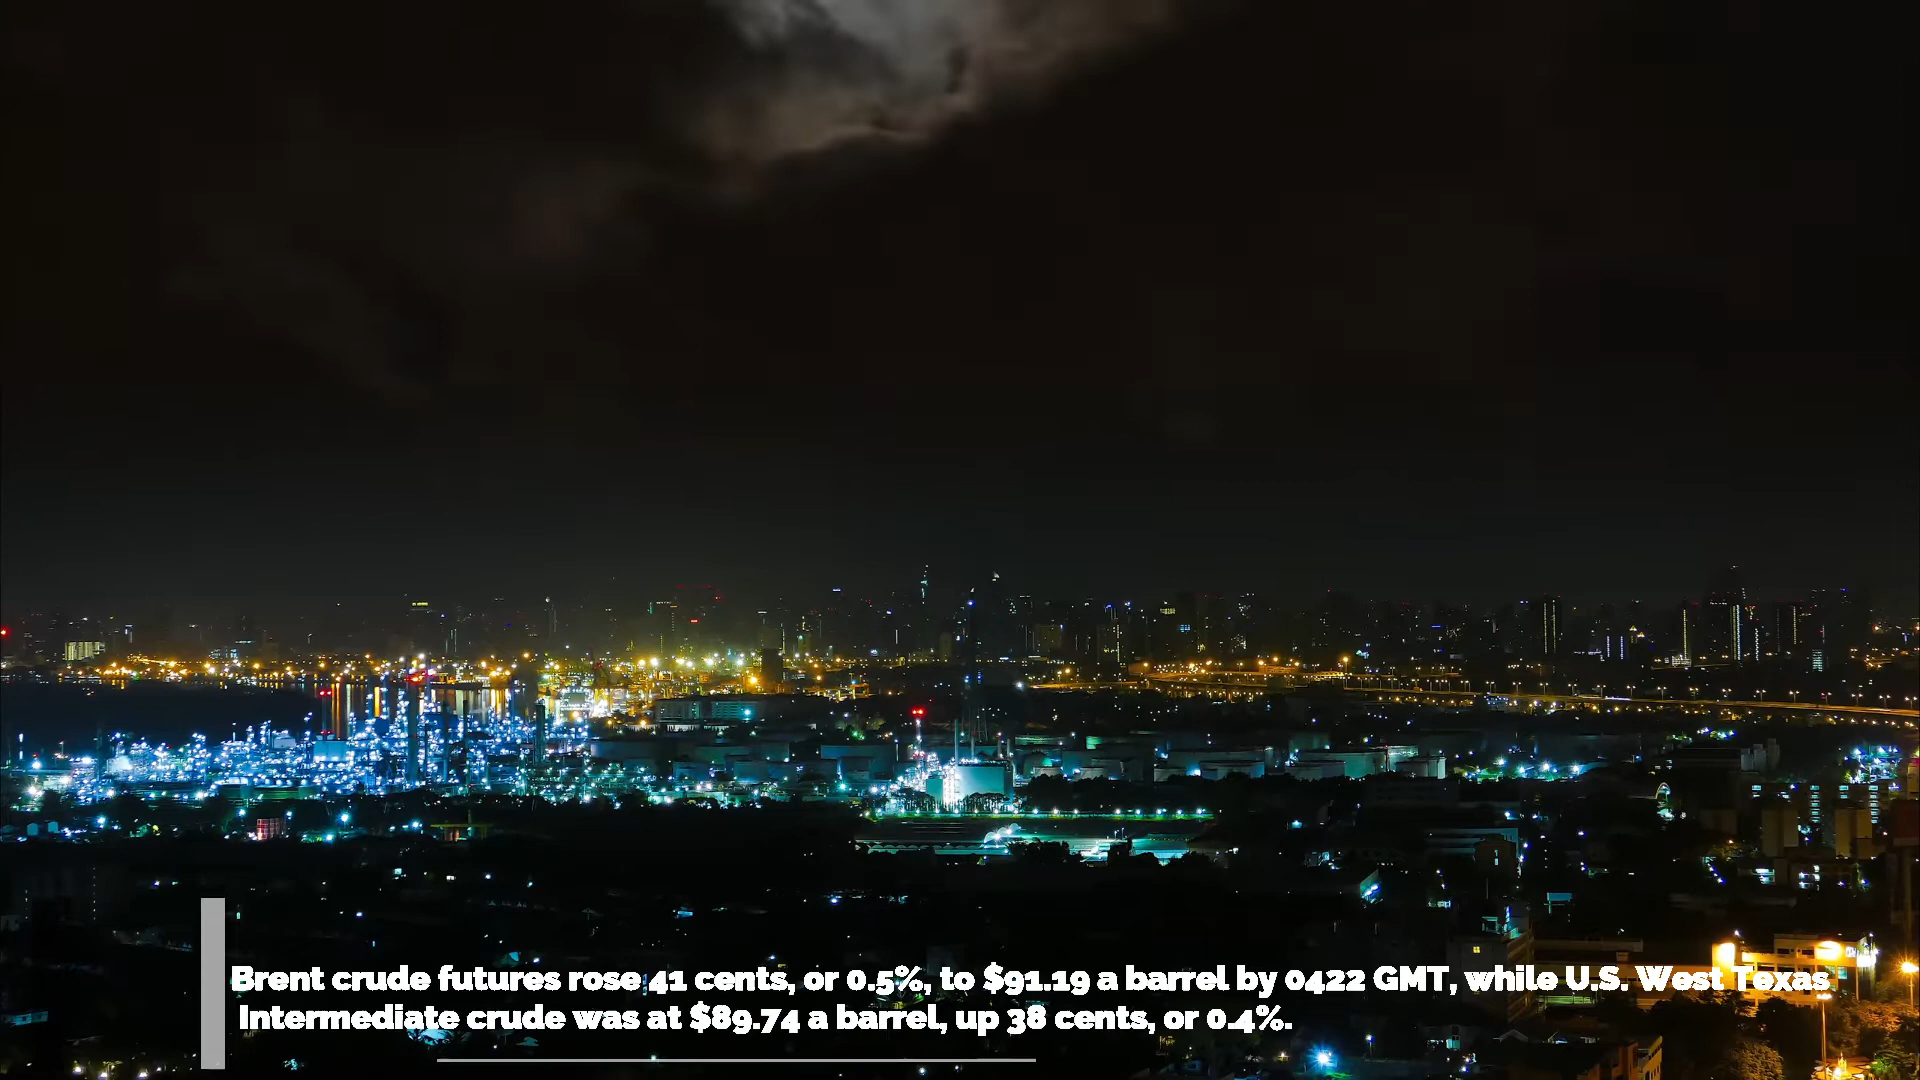 Brent crude futures rose 41 cents, or 0.5%, to $91.19 a barrel by 0422 GMT, while U.S. West Texas
Intermediate crude was at $89.74 a barrel, up 38 cents, or 0.4%.